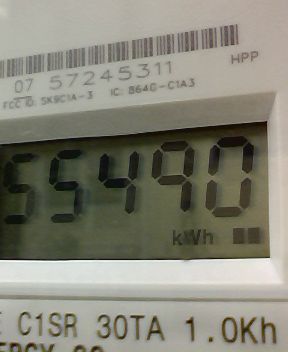 07 57245311
HPP
FCC ID: SK9C1A-3 IC: 864G-C1A3
55490
kWh
C1SR 30TA 1.0Kh